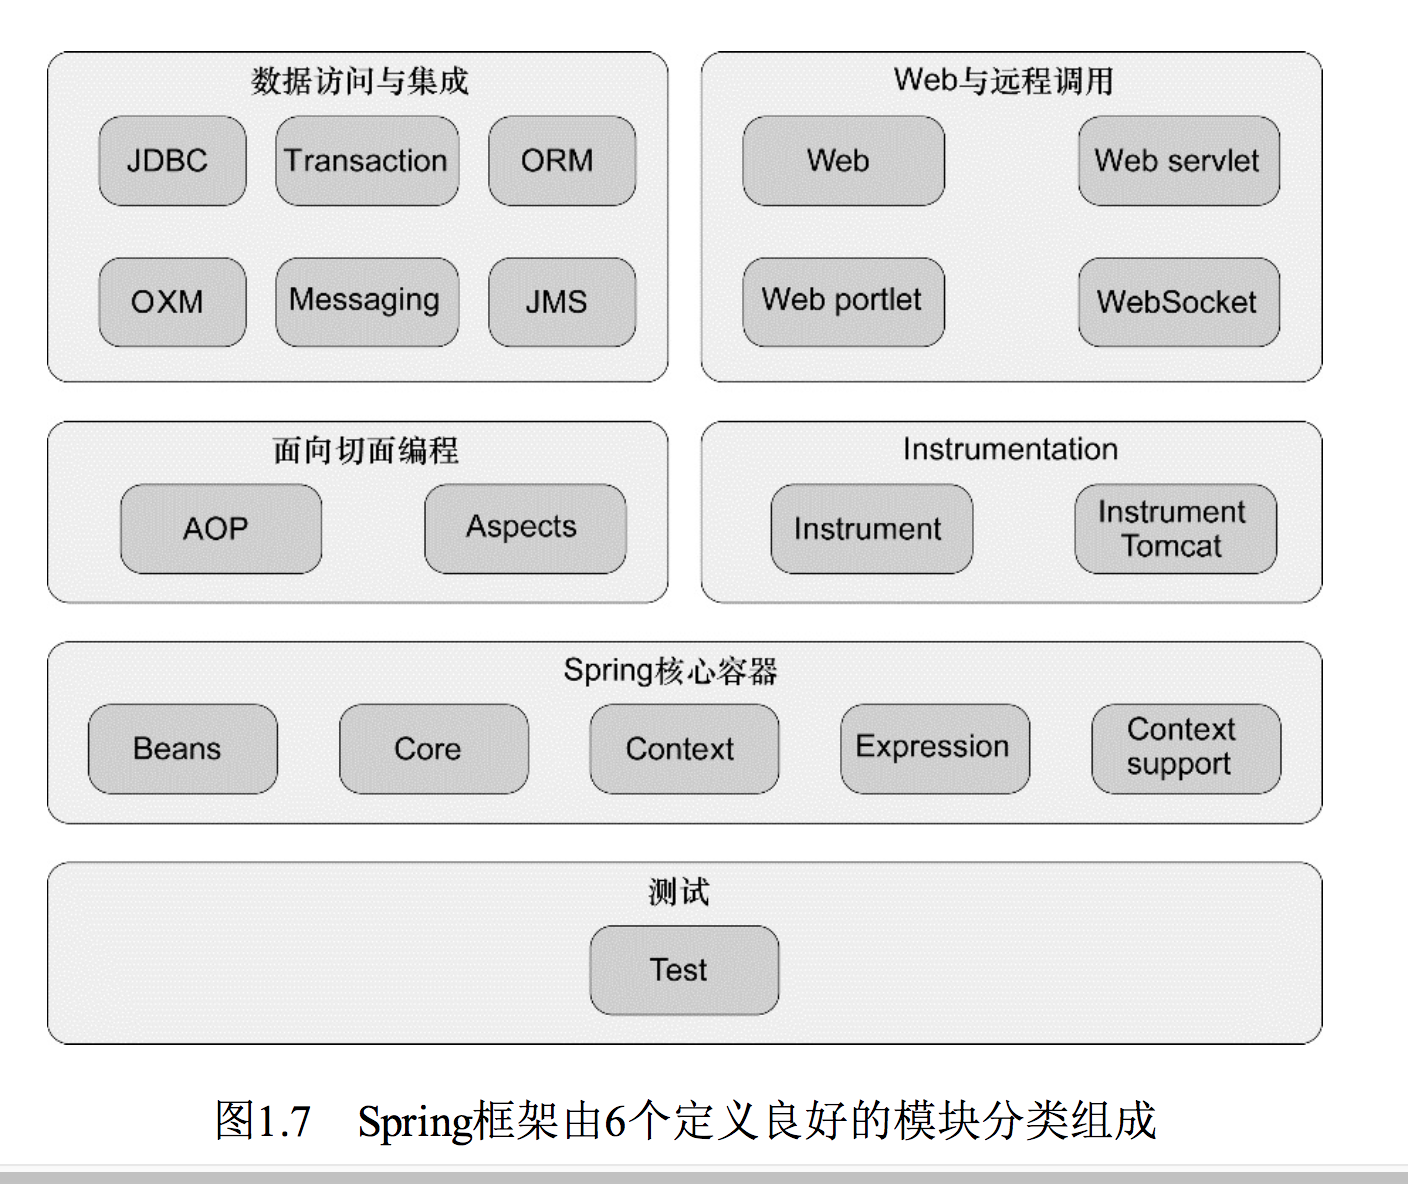 数据访问与集成
JDBC
Transaction
ORM
OXM
Messaging
JMS
Web与远程调用
Web
Web servlet
Web portlet
WebSocket
面向切面编程
AOP
Aspects
Instrumentation
Instrument
Instrument
Tomcat
Spring核心容器
Beans
Core
Context
Expression
Context
support
测试
Test
图1.7 Spring框架由6个定义良好的模块分类组成